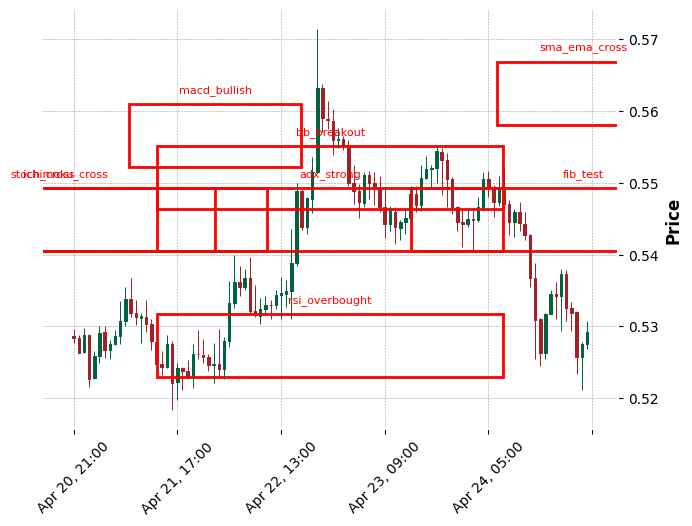 sma_ema_cross
macd_bullish
bb_breakout
adx_strong
fib_test
rsi_overbought
0.57
0.56
0.55
0.54
0.53
0.52
Price
Apr 20, 21:00
Apr 21, 17:00
Apr 22, 13:00
Apr 23, 09:00
Apr 24, 05:00